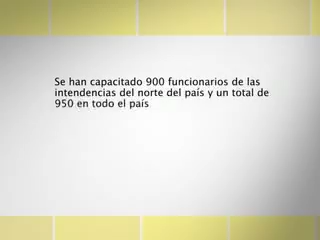 Se han capacitado 900 funcionarios de las
intendencias del norte del país y un total de
950 en todo el país